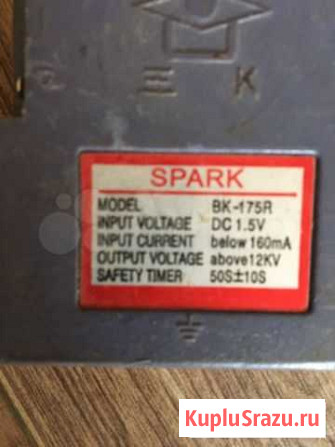 Ξ K
SPARK
MODEL BK-175R
INPUT VOLTAGE DC 1.5V
INPUT CURRENT below 160mA
OUTPUT VOLTAGE above12KV
SAFETY TIMER 50S±10S
KupluSrazu.ru